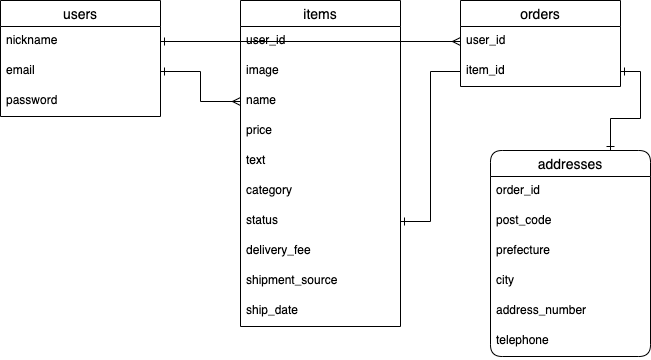 users
nickname
email
password
items
user_id
image
name
price
text
category
status
delivery_fee
shipment_source
ship_date
orders
user_id
item_id
addresses
order_id
post_code
prefecture
city
address_number
telephone